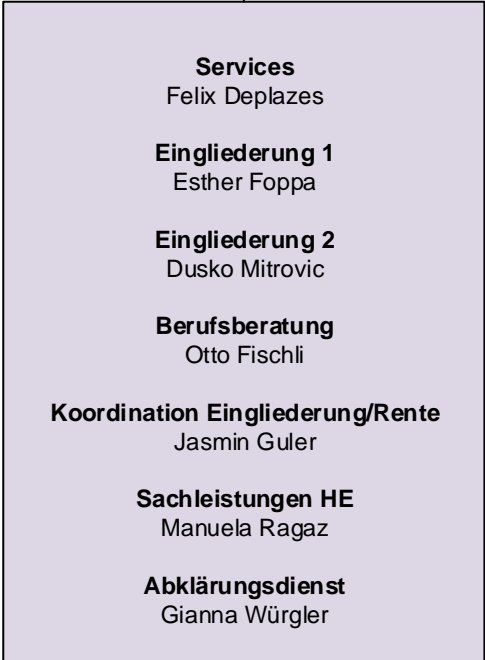 Services
Felix Deplazes
Eingliederung 1
Esther Foppa
Eingliederung 2
Dusko Mitrovic
Berufsberatung
Otto Fischli
Koordination Eingliederung/Rente
Jasmin Guler
Sachleistungen HE
Manuela Ragaz
Abklärungsdienst
Gianna Würgler